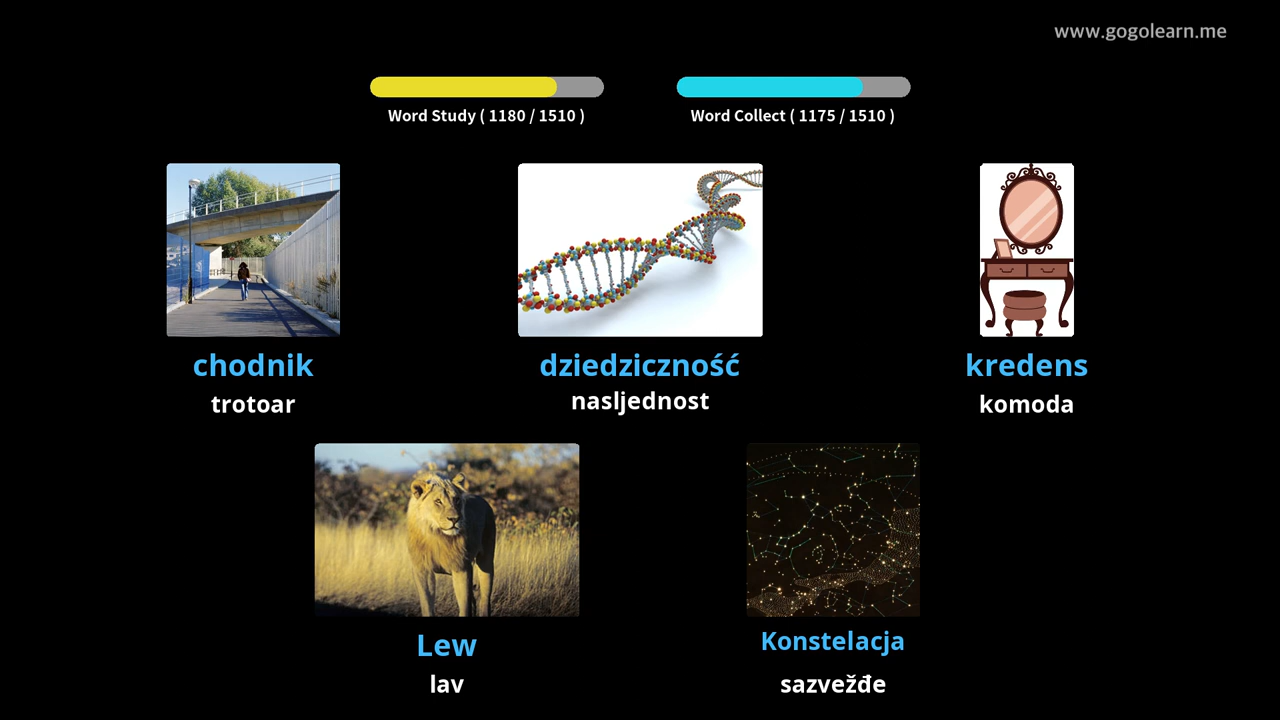 www.gogolearn.me
Word Study ( 1180 / 1510 )
Word Collect ( 1175 / 1510 )
chodnik
trotoar
dziedziczność
nasljednost
kredens
komoda
Lew
lav
Konstelacja
sazvežđe